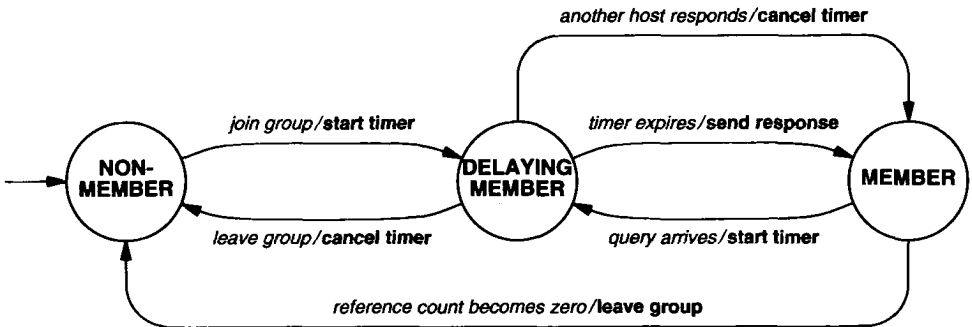 another host responds/cancel timer
join group/start timer
timer expires/send response
NON-
MEMBER
DELAYING
MEMBER
MEMBER
leave group/cancel timer
query arrives/start timer
reference count becomes zero/leave group